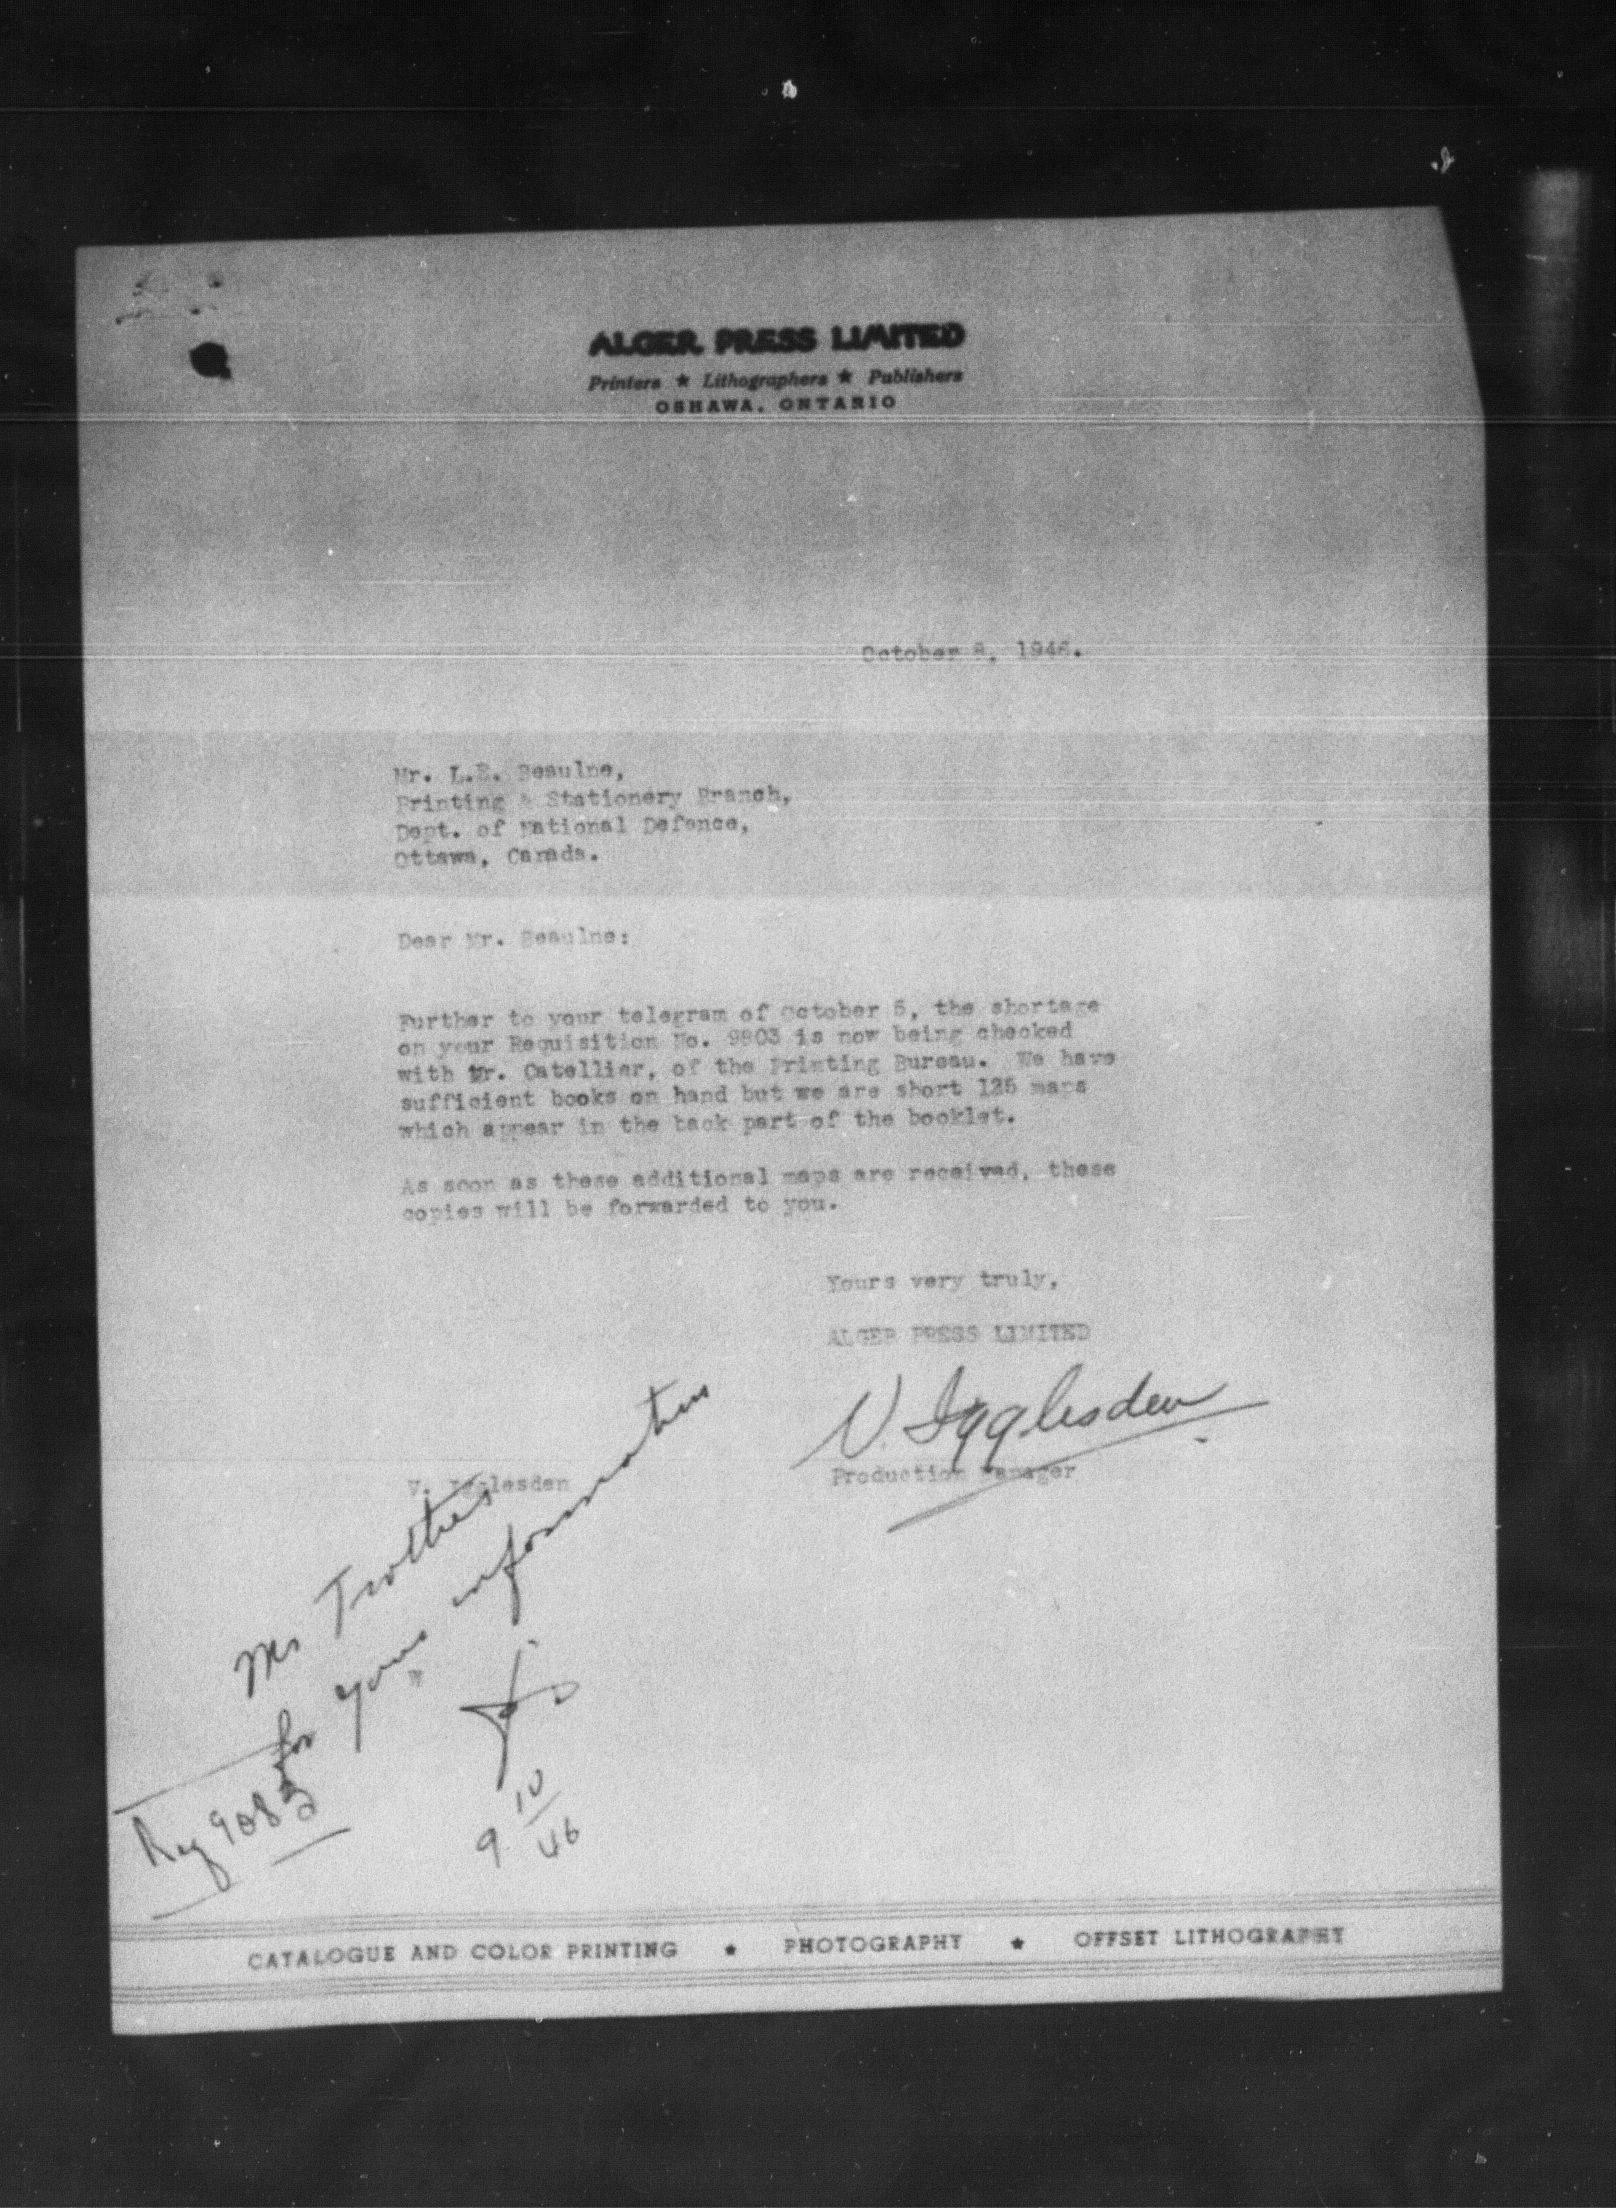 ALGER PRESS LIMITED
Printers ★ Lithographers ★ Publishers
OSHAWA, ONTARIO
October 8, 1946.
Mr. L.E. Beaulne,
Printing & Stationery Branch,
Dept. of National Defence,
Ottawa, Canada.
Dear Mr. Beaulne:
Further to your telegram of October 5, the shortage
on your Requisition No. 9803 is now being checked
with Mr. Catellier, of the Printing Bureau. We have
sufficient books on hand but we are short 125 maps
which appear in the back part of the booklet.
As soon as these additional maps are received, these
copies will be forwarded to you.
Yours very truly,
ALGER PRESS LIMITED
V. Igglesden
V. Igglesden
Production Manager
Mr Trotter
for your information
9 10/46
Req 9083
CATALOGUE AND COLOR PRINTING ★ PHOTOGRAPHY ★ OFFSET LITHOGRAPHY